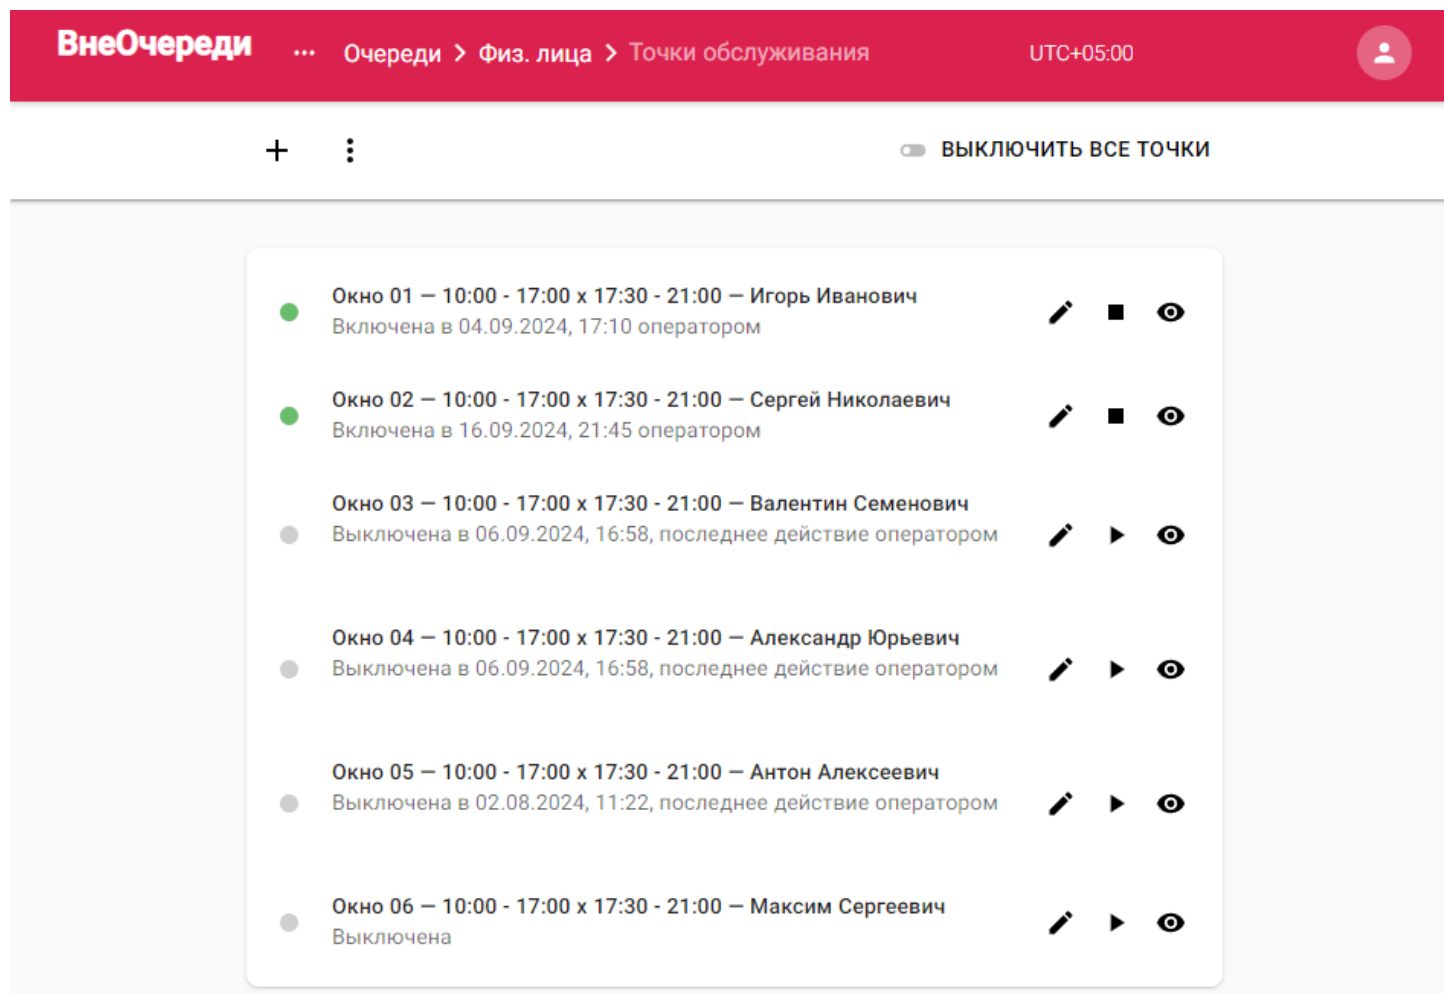 ВнеОчереди ... Очереди > Физ. лица > Точки обслуживания UTC+05:00
ВЫКЛЮЧИТЬ ВСЕ ТОЧКИ
Окно 01 — 10:00 - 17:00 x 17:30 - 21:00 — Игорь Иванович
Включена в 04.09.2024, 17:10 оператором
Окно 02 — 10:00 - 17:00 x 17:30 - 21:00 — Сергей Николаевич
Включена в 16.09.2024, 21:45 оператором
Окно 03 — 10:00 - 17:00 x 17:30 - 21:00 — Валентин Семенович
Выключена в 06.09.2024, 16:58, последнее действие оператором
Окно 04 — 10:00 - 17:00 x 17:30 - 21:00 — Александр Юрьевич
Выключена в 06.09.2024, 16:58, последнее действие оператором
Окно 05 — 10:00 - 17:00 x 17:30 - 21:00 — Антон Алексеевич
Выключена в 02.08.2024, 11:22, последнее действие оператором
Окно 06 — 10:00 - 17:00 x 17:30 - 21:00 — Максим Сергеевич
Выключена